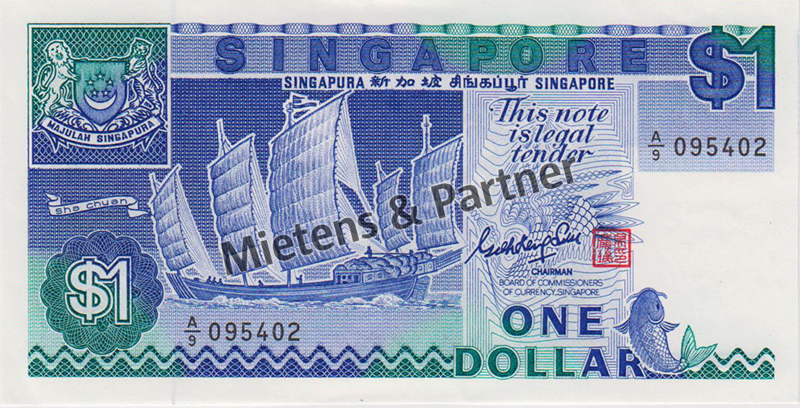 SINGAPORE
$1
SINGAPURA 新加坡 சிங்கப்பூர் SINGAPORE
MAJULAH SINGAPURA
This note
is legal
tender
A/9 095402
Sha chuan
Mietens & Partner
CHAIRMAN
BOARD OF COMMISSIONERS
OF CURRENCY, SINGAPORE
$1
A/9 095402
ONE
DOLLAR